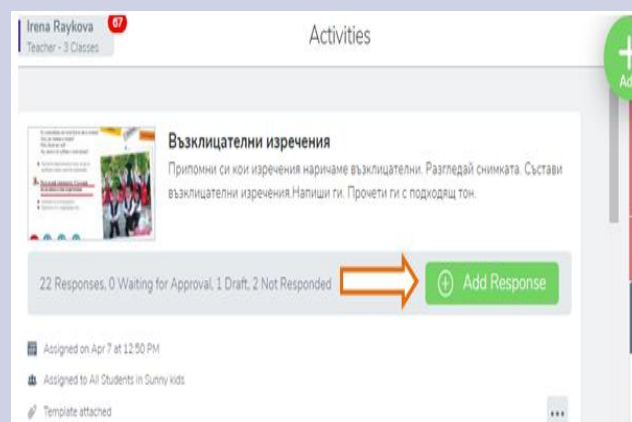 Irena Raykova
67
Teacher - 3 Classes
Activities
Възклицателни изречения
Припомни си кои изречения наричаме възклицателни. Разгледай снимката. Състави
възклицателни изречения.Напиши ги. Прочети ги с подходящ тон.
22 Responses, 0 Waiting for Approval, 1 Draft, 2 Not Responded
Add Response
Assigned on Apr 7 at 12:50 PM
Assigned to All Students in Sunny kids
Template attached